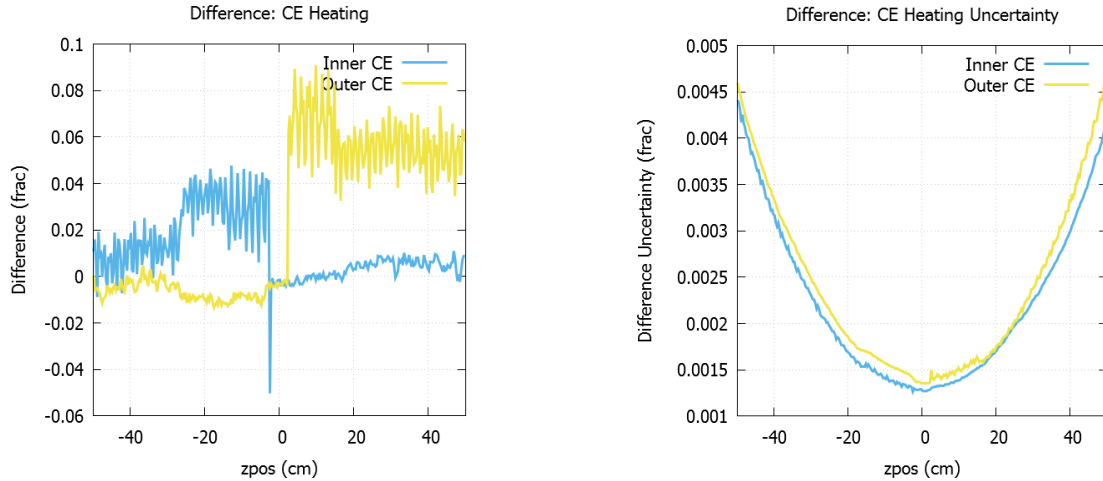 Difference: CE Heating
0.1
0.08
0.06
0.04
0.02
0
-0.02
-0.04
-0.06
Difference (frac)
Inner CE
Outer CE
-40 -20 0 20 40
zpos (cm)
Difference: CE Heating Uncertainty
0.005
0.0045
0.004
0.0035
0.003
0.0025
0.002
0.0015
0.001
Difference Uncertainty (frac)
Inner CE
Outer CE
-40 -20 0 20 40
zpos (cm)